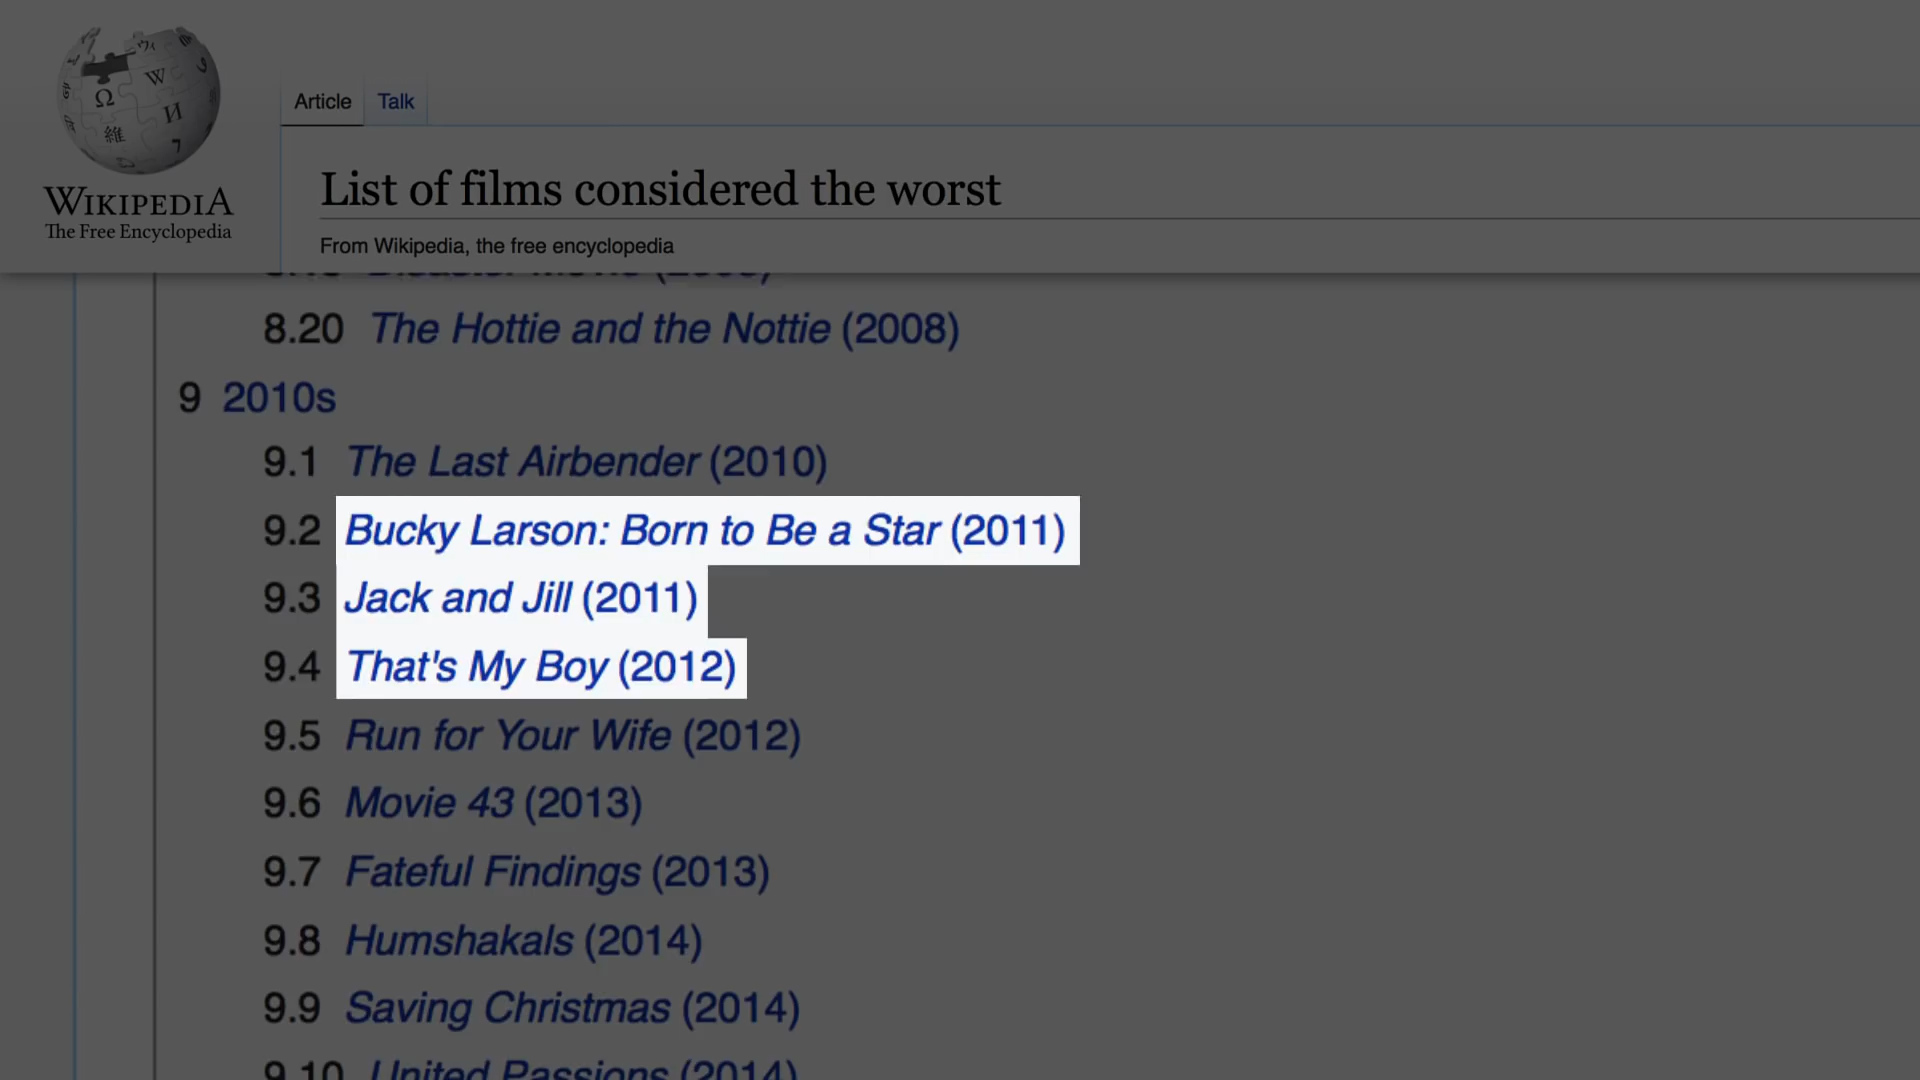 Article Talk
WIKIPEDIA
The Free Encyclopedia
List of films considered the worst
From Wikipedia, the free encyclopedia
8.20 The Hottie and the Nottie (2008)
9 2010s
9.1 The Last Airbender (2010)
9.2 Bucky Larson: Born to Be a Star (2011)
9.3 Jack and Jill (2011)
9.4 That's My Boy (2012)
9.5 Run for Your Wife (2012)
9.6 Movie 43 (2013)
9.7 Fateful Findings (2013)
9.8 Humshakals (2014)
9.9 Saving Christmas (2014)
9.10 United Passions (2014)